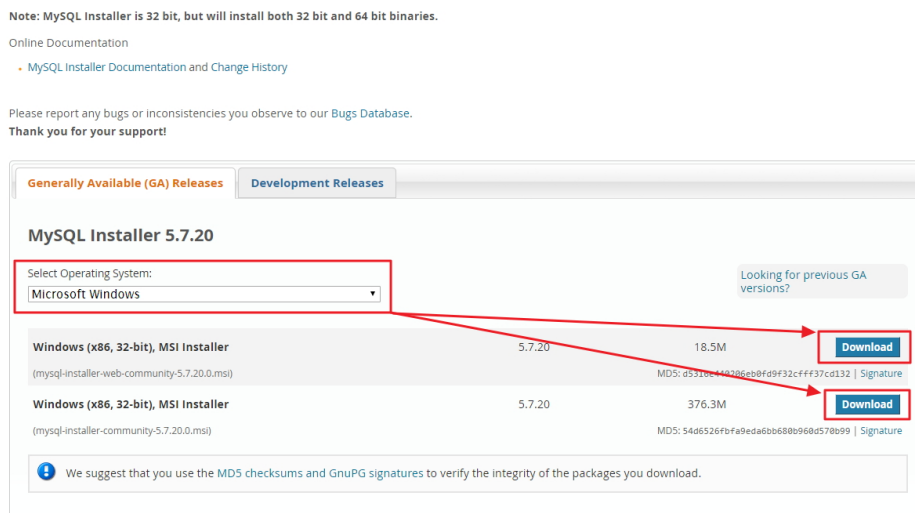 Note: MySQL Installer is 32 bit, but will install both 32 bit and 64 bit binaries.
Online Documentation
MySQL Installer Documentation and Change History
Please report any bugs or inconsistencies you observe to our Bugs Database.
Thank you for your support!
Generally Available (GA) Releases
Development Releases
MySQL Installer 5.7.20
Select Operating System:
Microsoft Windows
Looking for previous GA
versions?
Windows (x86, 32-bit), MSI Installer 5.7.20 18.5M Download
(mysql-installer-web-community-5.7.20.0.msi) MD5: | Signature
Windows (x86, 32-bit), MSI Installer 5.7.20 376.3M Download
(mysql-installer-community-5.7.20.0.msi) MD5: 54d6526fbfa9eda6bb680b960d570b99 | Signature
We suggest that you use the MD5 checksums and GnuPG signatures to verify the integrity of the packages you download.